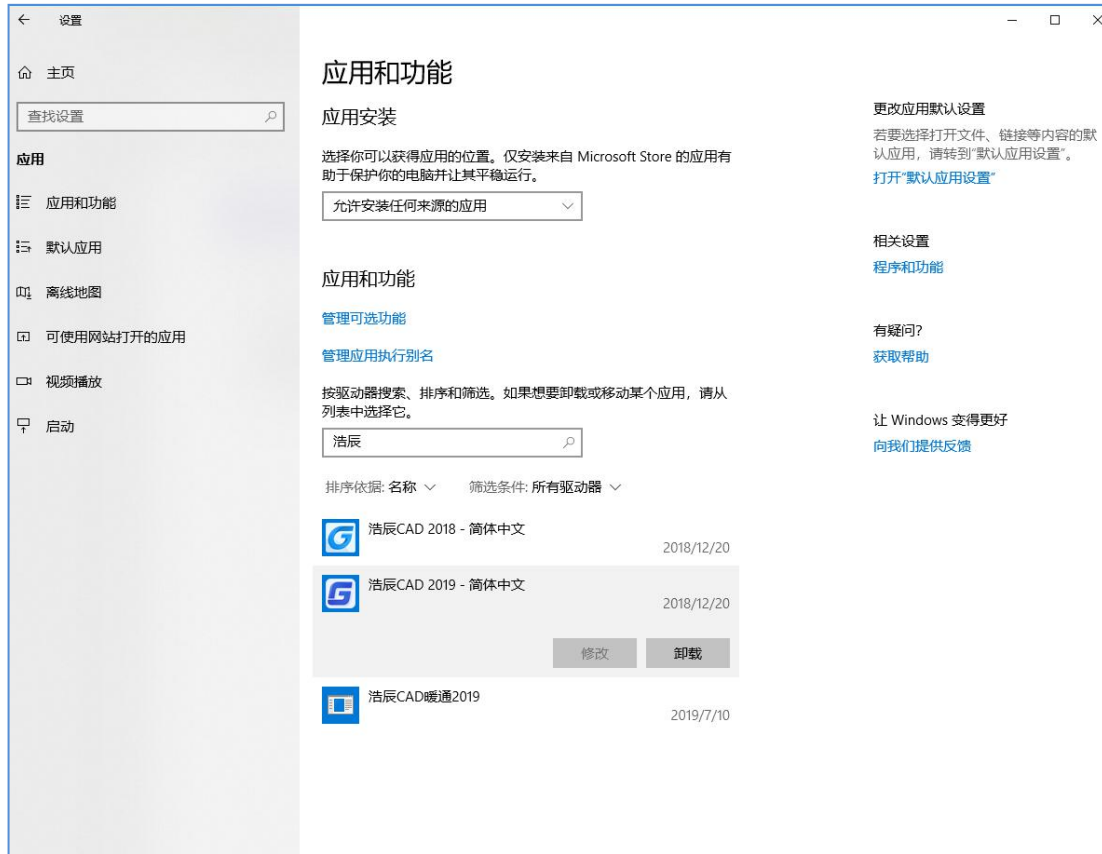 设置
主页
查找设置
应用
应用和功能
默认应用
离线地图
可使用网站打开的应用
视频播放
启动
应用和功能
应用安装
选择你可以获得应用的位置。仅安装来自 Microsoft Store 的应用有
助于保护你的电脑并让其平稳运行。
允许安装任何来源的应用
应用和功能
管理可选功能
管理应用执行别名
按驱动器搜索、排序和筛选。如果想要卸载或移动某个应用，请从
列表中选择它。
浩辰
排序依据: 名称 筛选条件: 所有驱动器
浩辰CAD 2018 - 简体中文
2018/12/20
浩辰CAD 2019 - 简体中文
2018/12/20
修改 卸载
浩辰CAD暖通2019
2019/7/10
更改应用默认设置
若要选择打开文件、链接等内容的默
认应用，请转到“默认应用设置”。
打开“默认应用设置”
相关设置
程序和功能
有疑问?
获取帮助
让 Windows 变得更好
向我们提供反馈